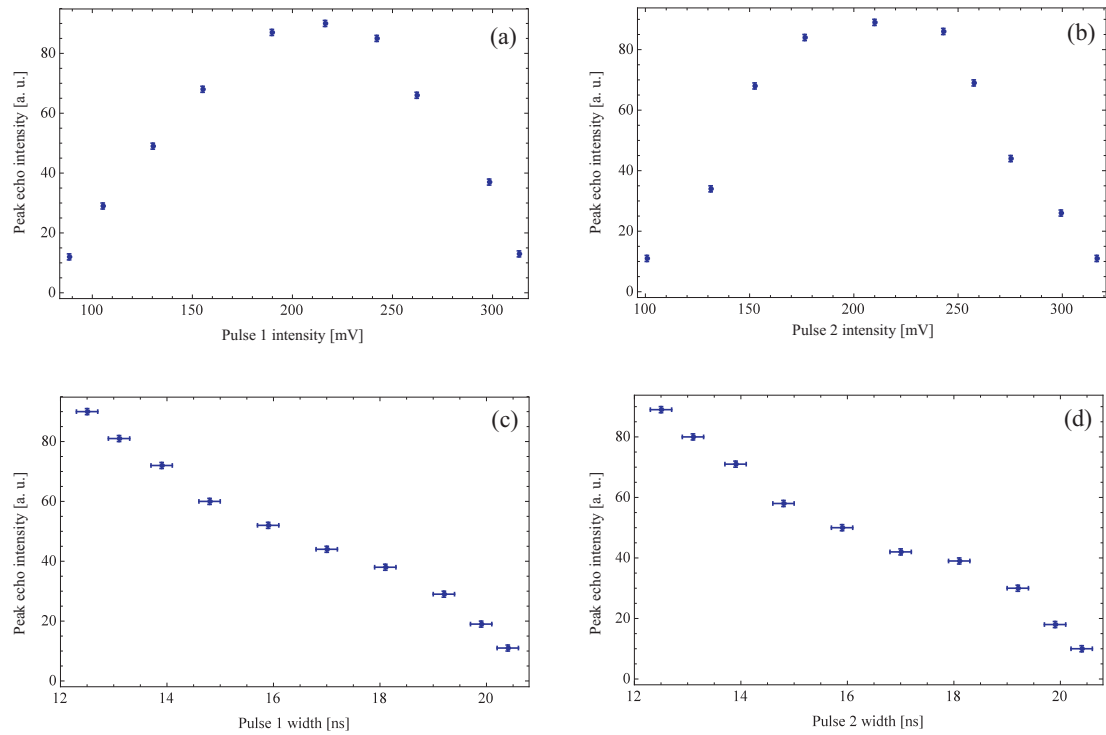 (a)
Peak echo intensity [a. u.]
80
60
40
20
0
100 150 200 250 300
Pulse 1 intensity [mV]
(b)
Peak echo intensity [a. u.]
80
60
40
20
0
100 150 200 250 300
Pulse 2 intensity [mV]
(c)
Peak echo intensity [a. u.]
80
60
40
20
0
12 14 16 18 20
Pulse 1 width [ns]
(d)
Peak echo intensity [a. u.]
80
60
40
20
0
12 14 16 18 20
Pulse 2 width [ns]